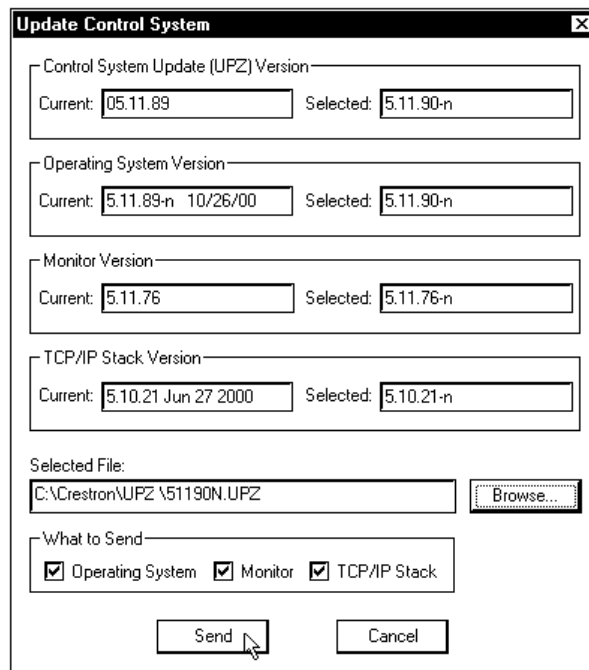 Update Control System
Control System Update (UPZ) Version
Current: 05.11.89 Selected: 5.11.90-n
Operating System Version
Current: 5.11.89-n 10/26/00 Selected: 5.11.90-n
Monitor Version
Current: 5.11.76 Selected: 5.11.76-n
TCP/IP Stack Version
Current: 5.10.21 Jun 27 2000 Selected: 5.10.21-n
Selected File:
C:\Crestron\UPZ \51190N.UPZ Browse...
What to Send
Operating System Monitor TCP/IP Stack
Send Cancel